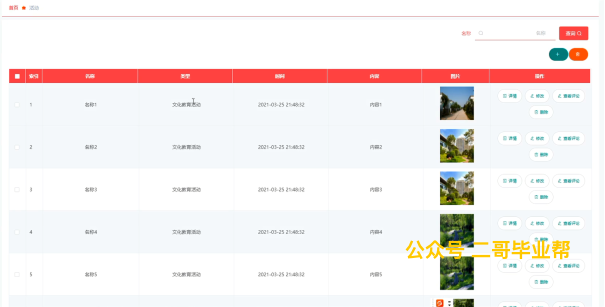 首页 活动
名称 名称 查询
+
索引 名称 类型 时间 内容 图片 操作
1 名称1 文化教育活动 2021-03-25 21:48:32 内容1 详情 修改 查看评论
删除
2 名称2 文化教育活动 2021-03-25 21:48:32 内容2 详情 修改 查看评论
删除
3 名称3 文化教育活动 2021-03-25 21:48:32 内容3 详情 修改 查看评论
删除
4 名称4 文化教育活动 2021-03-25 21:48:32 内容4 详情 修改 查看评论
删除
公众号 二哥毕业帮
5 名称5 文化教育活动 2021-03-25 21:48:32 内容5 详情 修改 查看评论
删除